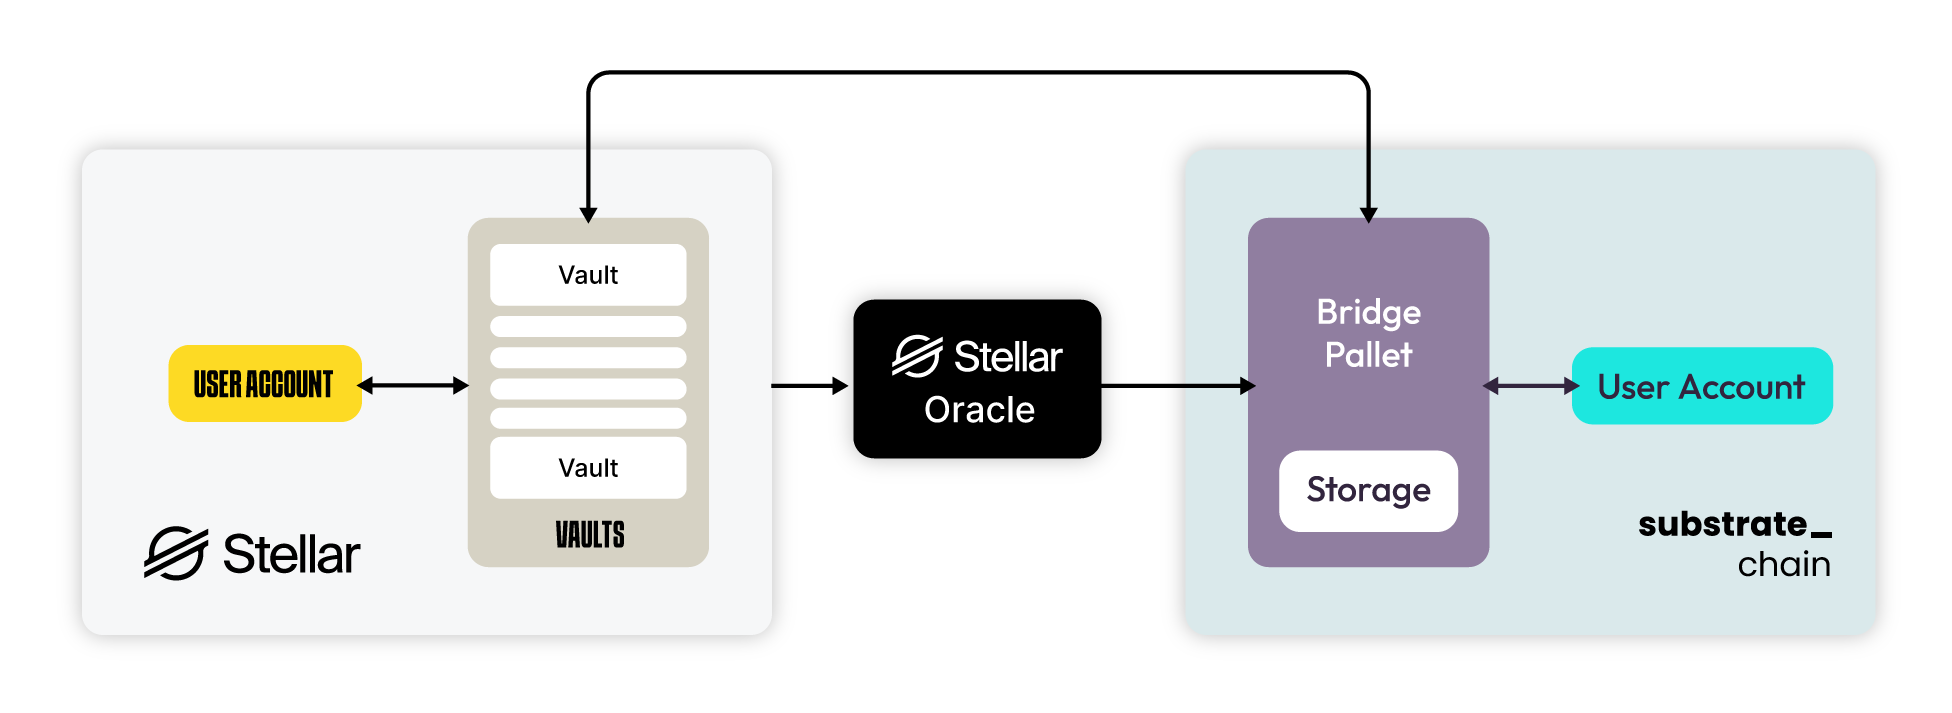 USER ACCOUNT
Stellar
Vault
Vault
VAULTS
Stellar
Oracle
Bridge
Pallet
Storage
User Account
substrate_
chain